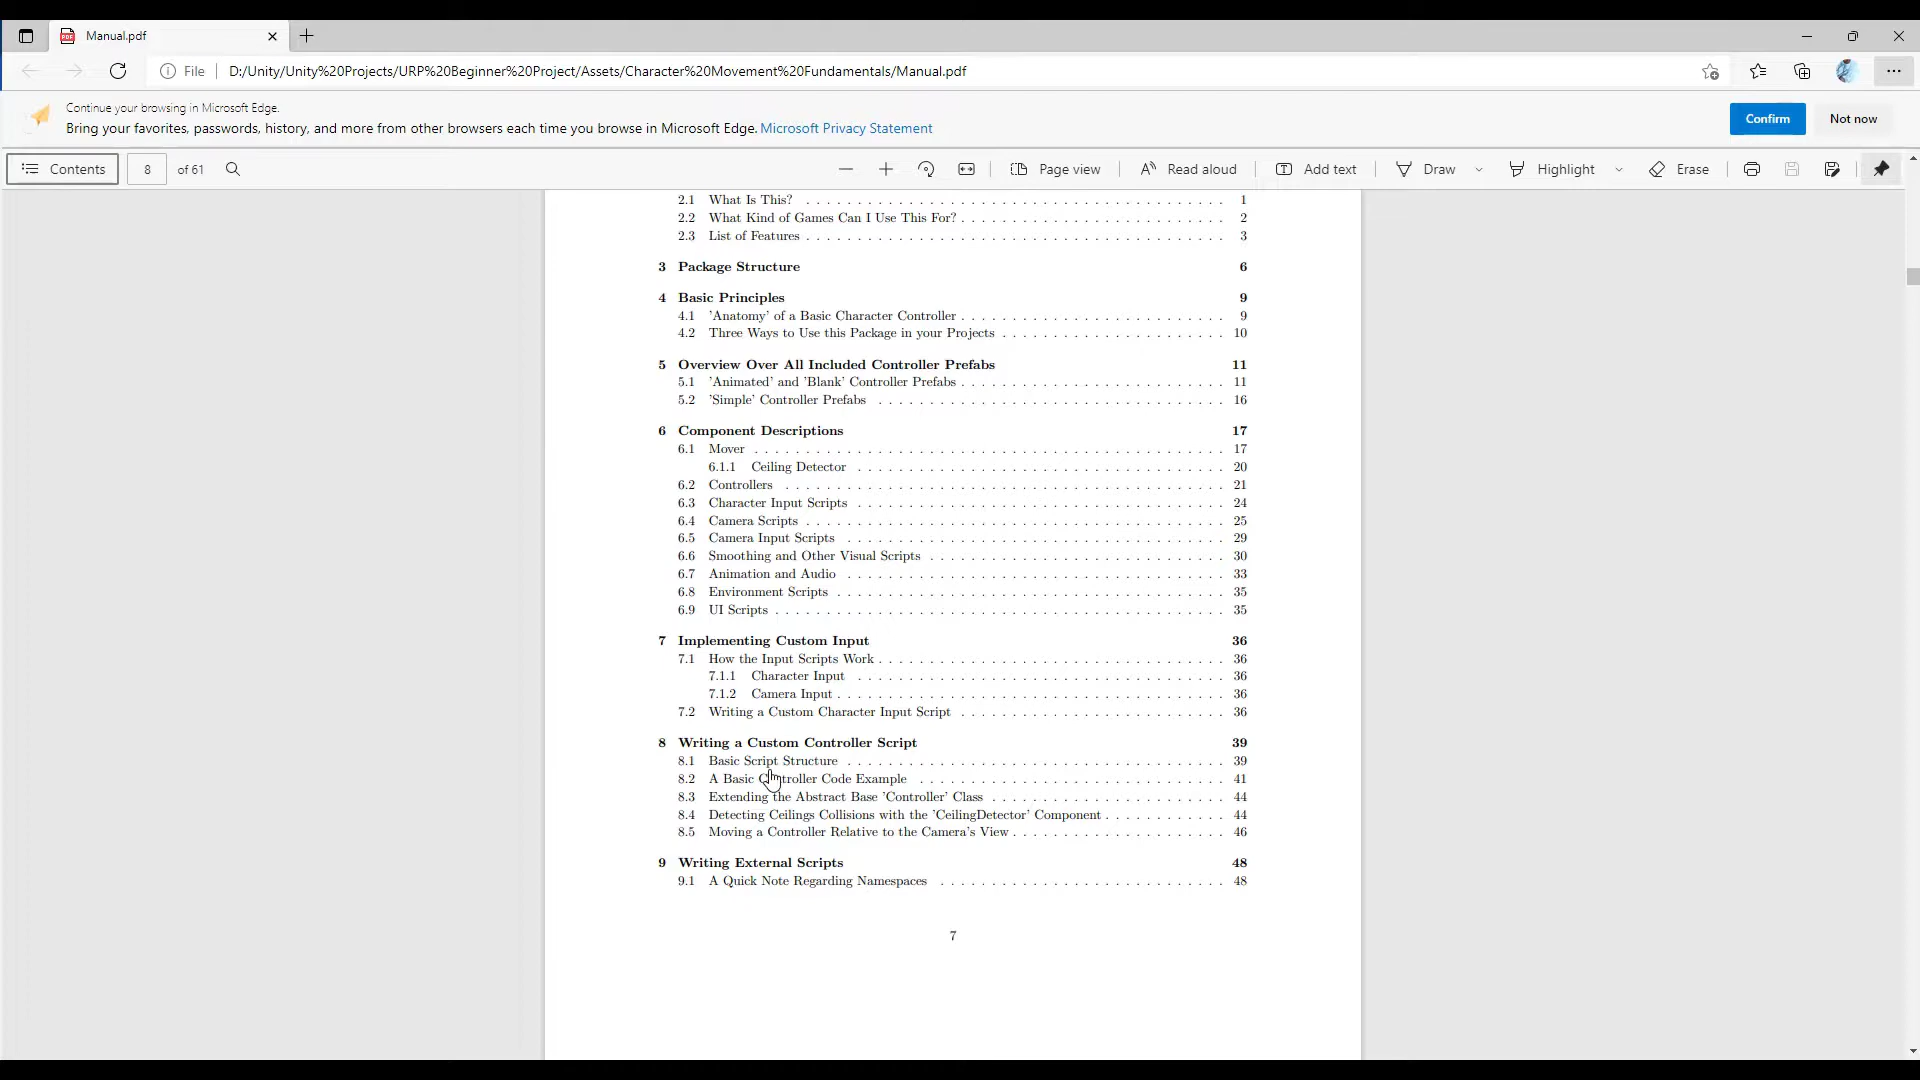 Manual.pdf
File
D:/Unity/Unity%20Projects/URP%20Beginner%20Project/Assets/Character%20Movement%20Fundamentals/Manual.pdf
Continue your browsing in Microsoft Edge.
Bring your favorites, passwords, history, and more from other browsers each time you browse in Microsoft Edge. Microsoft Privacy Statement
Confirm
Not now
Contents
8
of 61
Page view
Read aloud
Add text
Draw
Highlight
Erase
2.1 What Is This? . . . . . . . . . . 1
2.2 What Kind of Games Can I Use This For? . . . . . . . . . . 2
2.3 List of Features . . . . . . . . . . 3
3 Package Structure 6
4 Basic Principles 9
4.1 'Anatomy' of a Basic Character Controller . . . . . . . . . . 9
4.2 Three Ways to Use this Package in your Projects . . . . . . . . . . 10
5 Overview Over All Included Controller Prefabs 11
5.1 'Animated' and 'Blank' Controller Prefabs . . . . . . . . . . 11
5.2 'Simple' Controller Prefabs . . . . . . . . . . 16
6 Component Descriptions 17
6.1 Mover . . . . . . . . . . 17
6.1.1 Ceiling Detector . . . . . . . . . . 20
6.2 Controllers . . . . . . . . . . 21
6.3 Character Input Scripts . . . . . . . . . . 24
6.4 Camera Scripts . . . . . . . . . . 25
6.5 Camera Input Scripts . . . . . . . . . . 29
6.6 Smoothing and Other Visual Scripts . . . . . . . . . . 30
6.7 Animation and Audio . . . . . . . . . . 33
6.8 Environment Scripts . . . . . . . . . . 35
6.9 UI Scripts . . . . . . . . . . 35
7 Implementing Custom Input 36
7.1 How the Input Scripts Work . . . . . . . . . . 36
7.1.1 Character Input . . . . . . . . . . 36
7.1.2 Camera Input . . . . . . . . . . 36
7.2 Writing a Custom Character Input Script . . . . . . . . . . 36
8 Writing a Custom Controller Script 39
8.1 Basic Script Structure . . . . . . . . . . 39
8.2 A Basic Controller Code Example . . . . . . . . . . 41
8.3 Extending the Abstract Base 'Controller' Class . . . . . . . . . . 44
8.4 Detecting Ceilings Collisions with the 'CeilingDetector' Component . . . . . . . . . . 44
8.5 Moving a Controller Relative to the Camera's View . . . . . . . . . . 46
9 Writing External Scripts 48
9.1 A Quick Note Regarding Namespaces . . . . . . . . . . 48
7